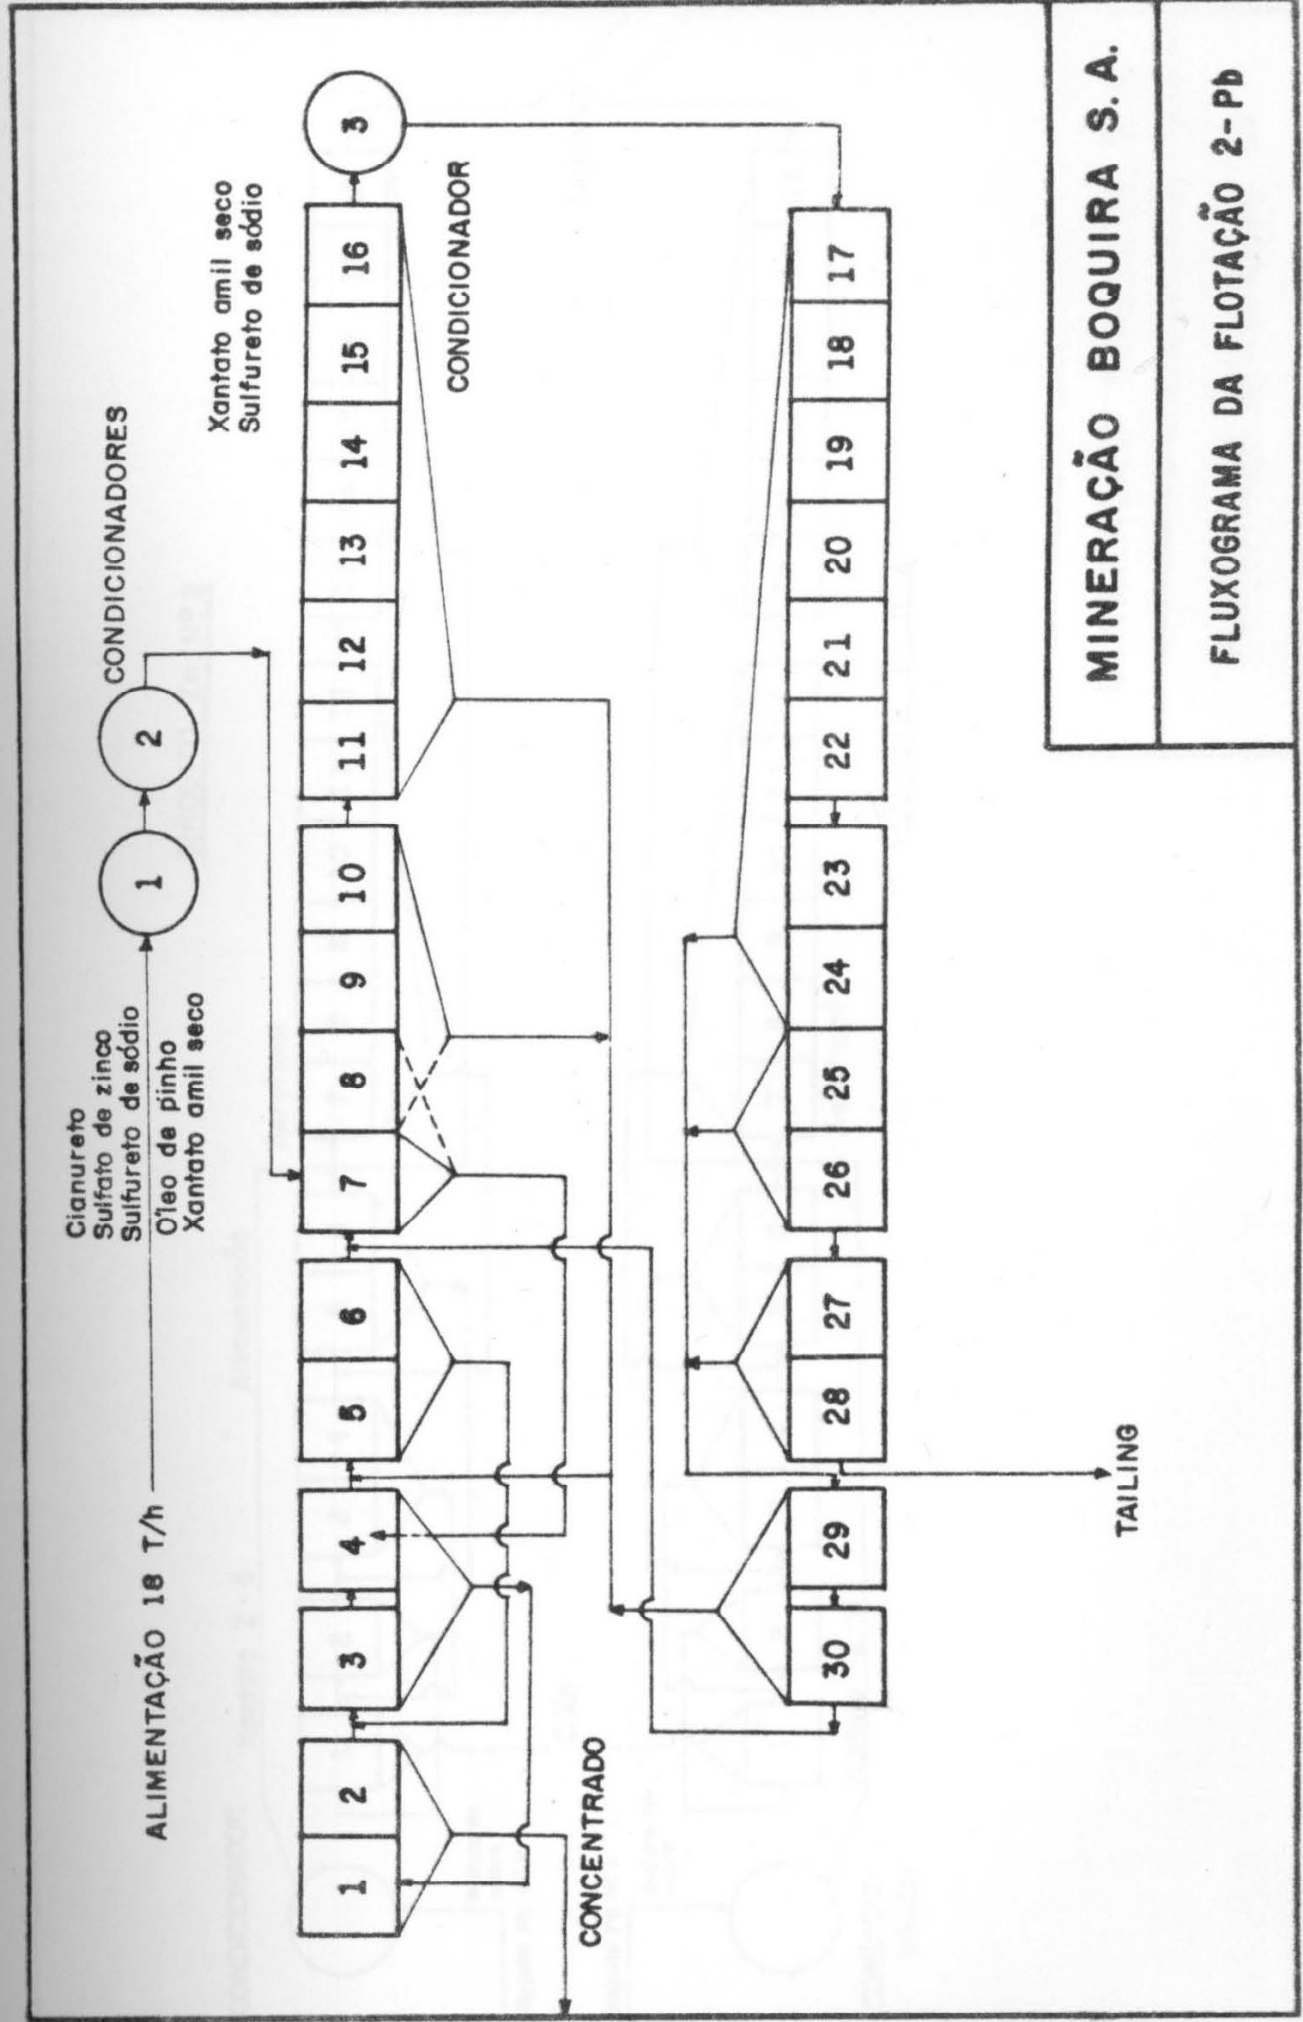 Cianureto
Sulfato de zinco
Sulfureto de sódio
ALIMENTAÇÃO 18 T/h
Óleo de pinho
Xantato amil seco
1
2
CONDICIONADORES
Xantato amil seco
Sulfureto de sódio
1 2 3 4 5 6 7 8 9 10 11 12 13 14 15 16
3
CONDICIONADOR
CONCENTRADO
30 29 28 27 26 25 24 23 22 21 20 19 18 17
TAILING
MINERAÇÃO BOQUIRA S. A.
FLUXOGRAMA DA FLOTAÇÃO 2-Pb